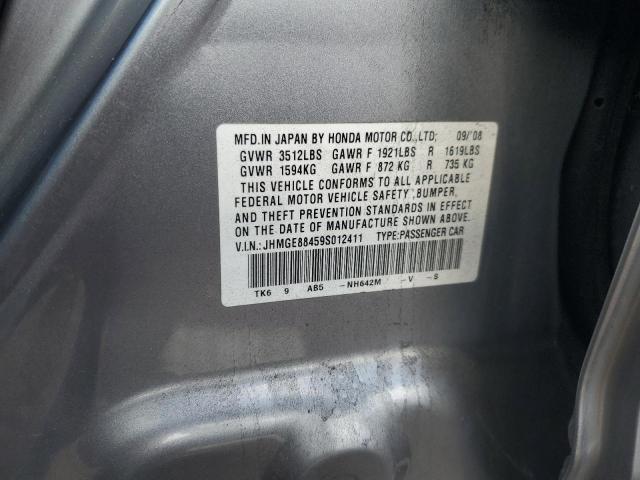 MFD.IN JAPAN BY HONDA MOTOR CO.,LTD; 09/'08
GVWR 3512LBS GAWR F 1921LBS R 1619LBS
GVWR 1594KG GAWR F 872 KG R 735 KG
THIS VEHICLE CONFORMS TO ALL APPLICABLE
FEDERAL MOTOR VEHICLE SAFETY ,BUMPER,
AND THEFT PREVENTION STANDARDS IN EFFECT
ON THE DATE OF MANUFACTURE SHOWN ABOVE.
V.I.N.: JHMGE88459S012411 TYPE:PASSENGER CAR
TK6 9 AB5 -NH642M -V -S